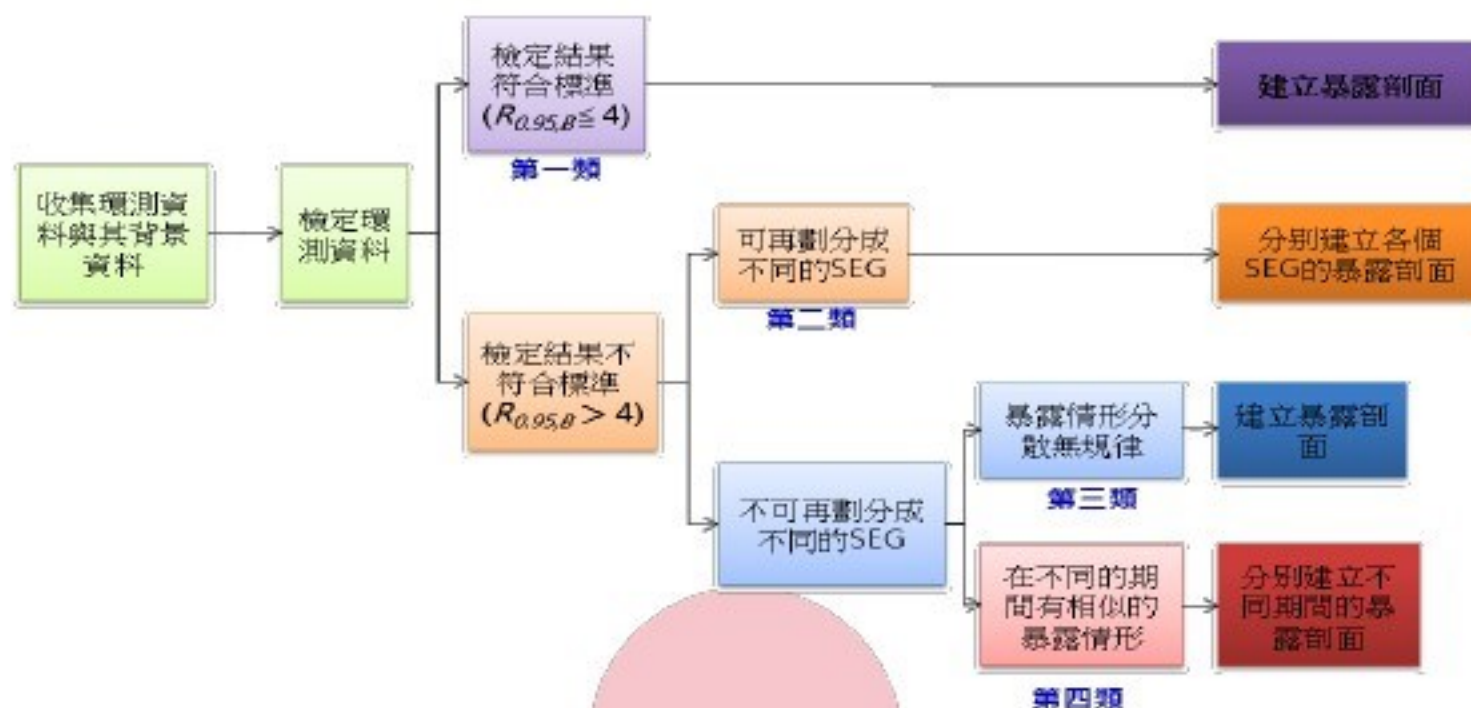 收集環測資
料與其背景
資料
檢定環
測資料
檢定結果
符合標準
(R0.95,B≦ 4)
第一類
建立暴露剖面
檢定結果不
符合標準
(R0.95,B > 4)
可再劃分成
不同的SEG
第二類
分別建立各個
SEG的暴露剖面
不可再劃分成
不同的SEG
暴露情形分
散無規律
第三類
建立暴露剖
面
在不同的期
間有相似的
暴露情形
第四類
分別建立不
同期間的暴
露剖面